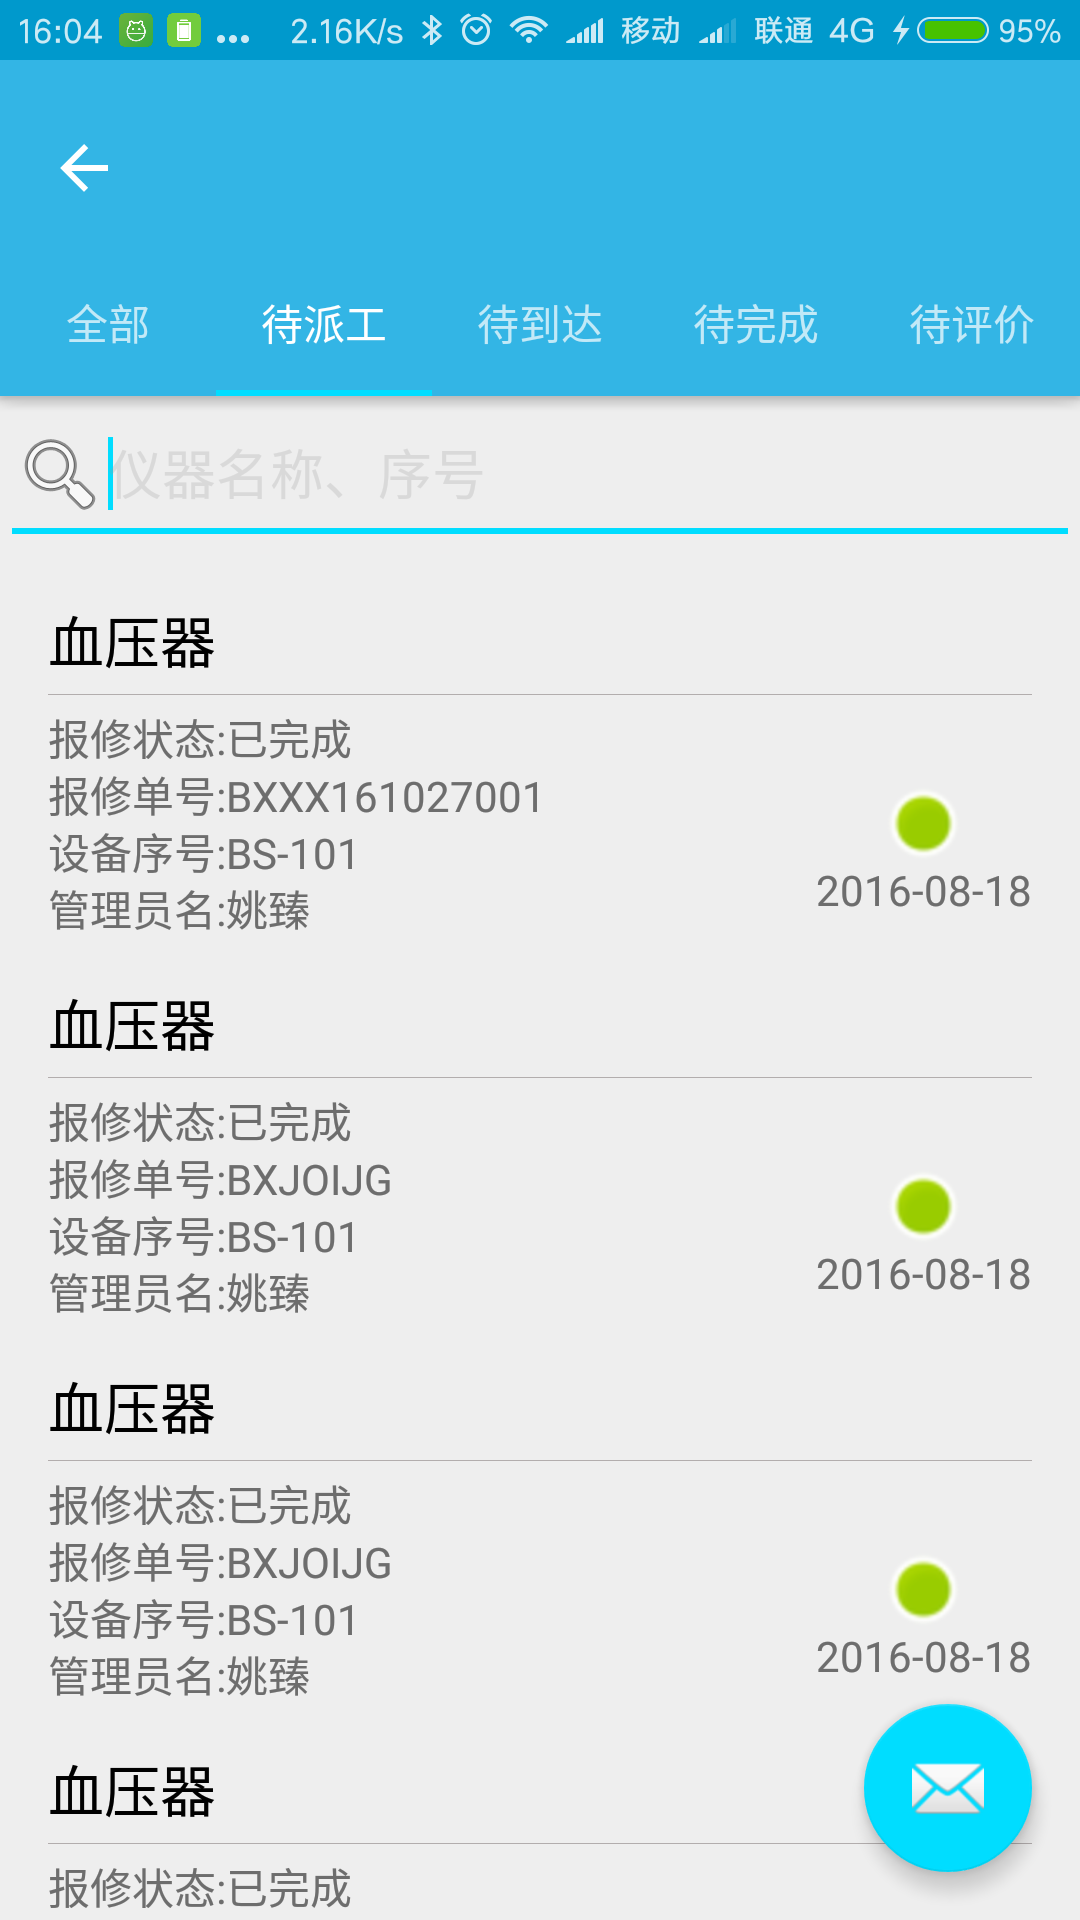 16:04 ... 2.16K/s 移动 联通 4G 95%
全部 待派工 待到达 待完成 待评价
仪器名称、序号
血压器
报修状态:已完成
报修单号:BXXX161027001
设备序号:BS-101
管理员名:姚臻
2016-08-18
血压器
报修状态:已完成
报修单号:BXJOIJG
设备序号:BS-101
管理员名:姚臻
2016-08-18
血压器
报修状态:已完成
报修单号:BXJOIJG
设备序号:BS-101
管理员名:姚臻
2016-08-18
血压器
报修状态:已完成